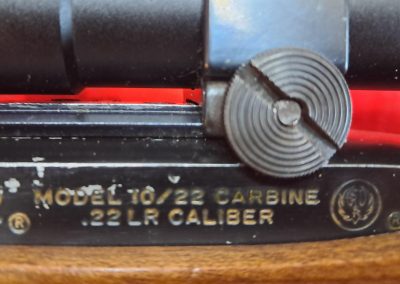 MODEL 10/22 CARBINE
® .22 LR CALIBER ®